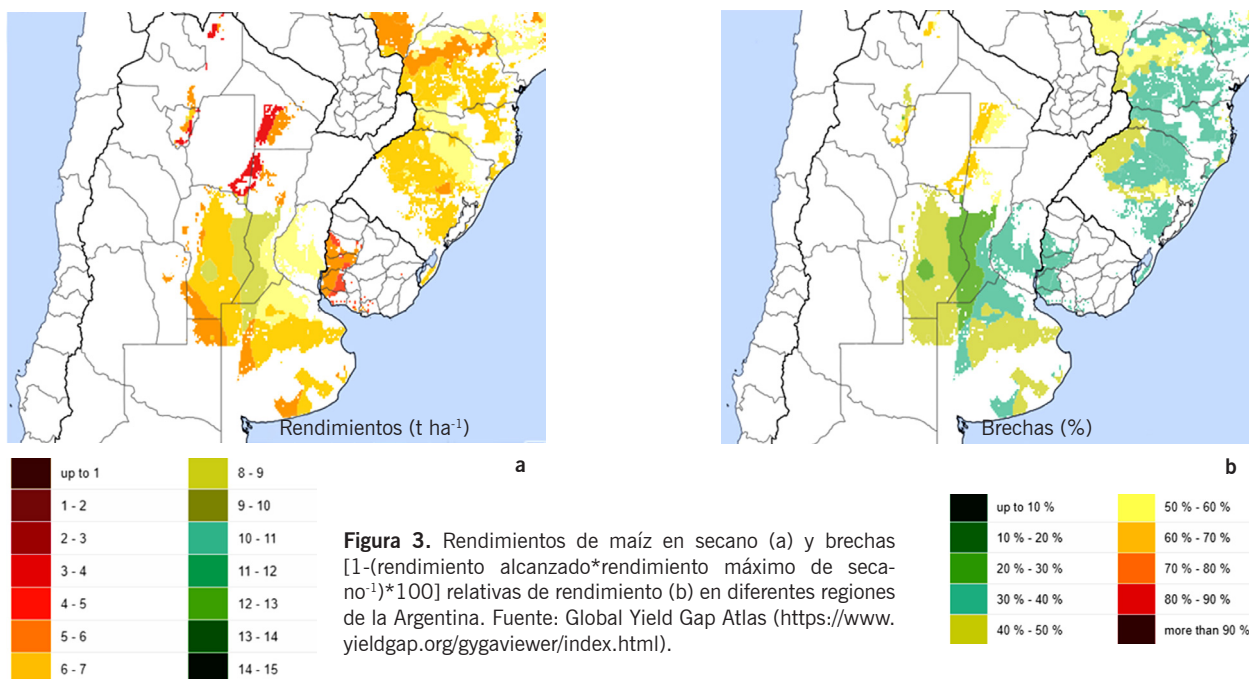 Rendimientos (t ha-1)
a
up to 1
1 - 2
2 - 3
3 - 4
4 - 5
5 - 6
6 - 7
8 - 9
9 - 10
10 - 11
11 - 12
12 - 13
13 - 14
14 - 15
Figura 3. Rendimientos de maíz en secano (a) y brechas
[1-(rendimiento alcanzado*rendimiento máximo de seca-
no-1)*100] relativas de rendimiento (b) en diferentes regiones
de la Argentina. Fuente: Global Yield Gap Atlas (https://www.
yieldgap.org/gygaviewer/index.html).
Brechas (%)
b
up to 10 %
10 % - 20 %
20 % - 30 %
30 % - 40 %
40 % - 50 %
50 % - 60 %
60 % - 70 %
70 % - 80 %
80 % - 90 %
more than 90 %